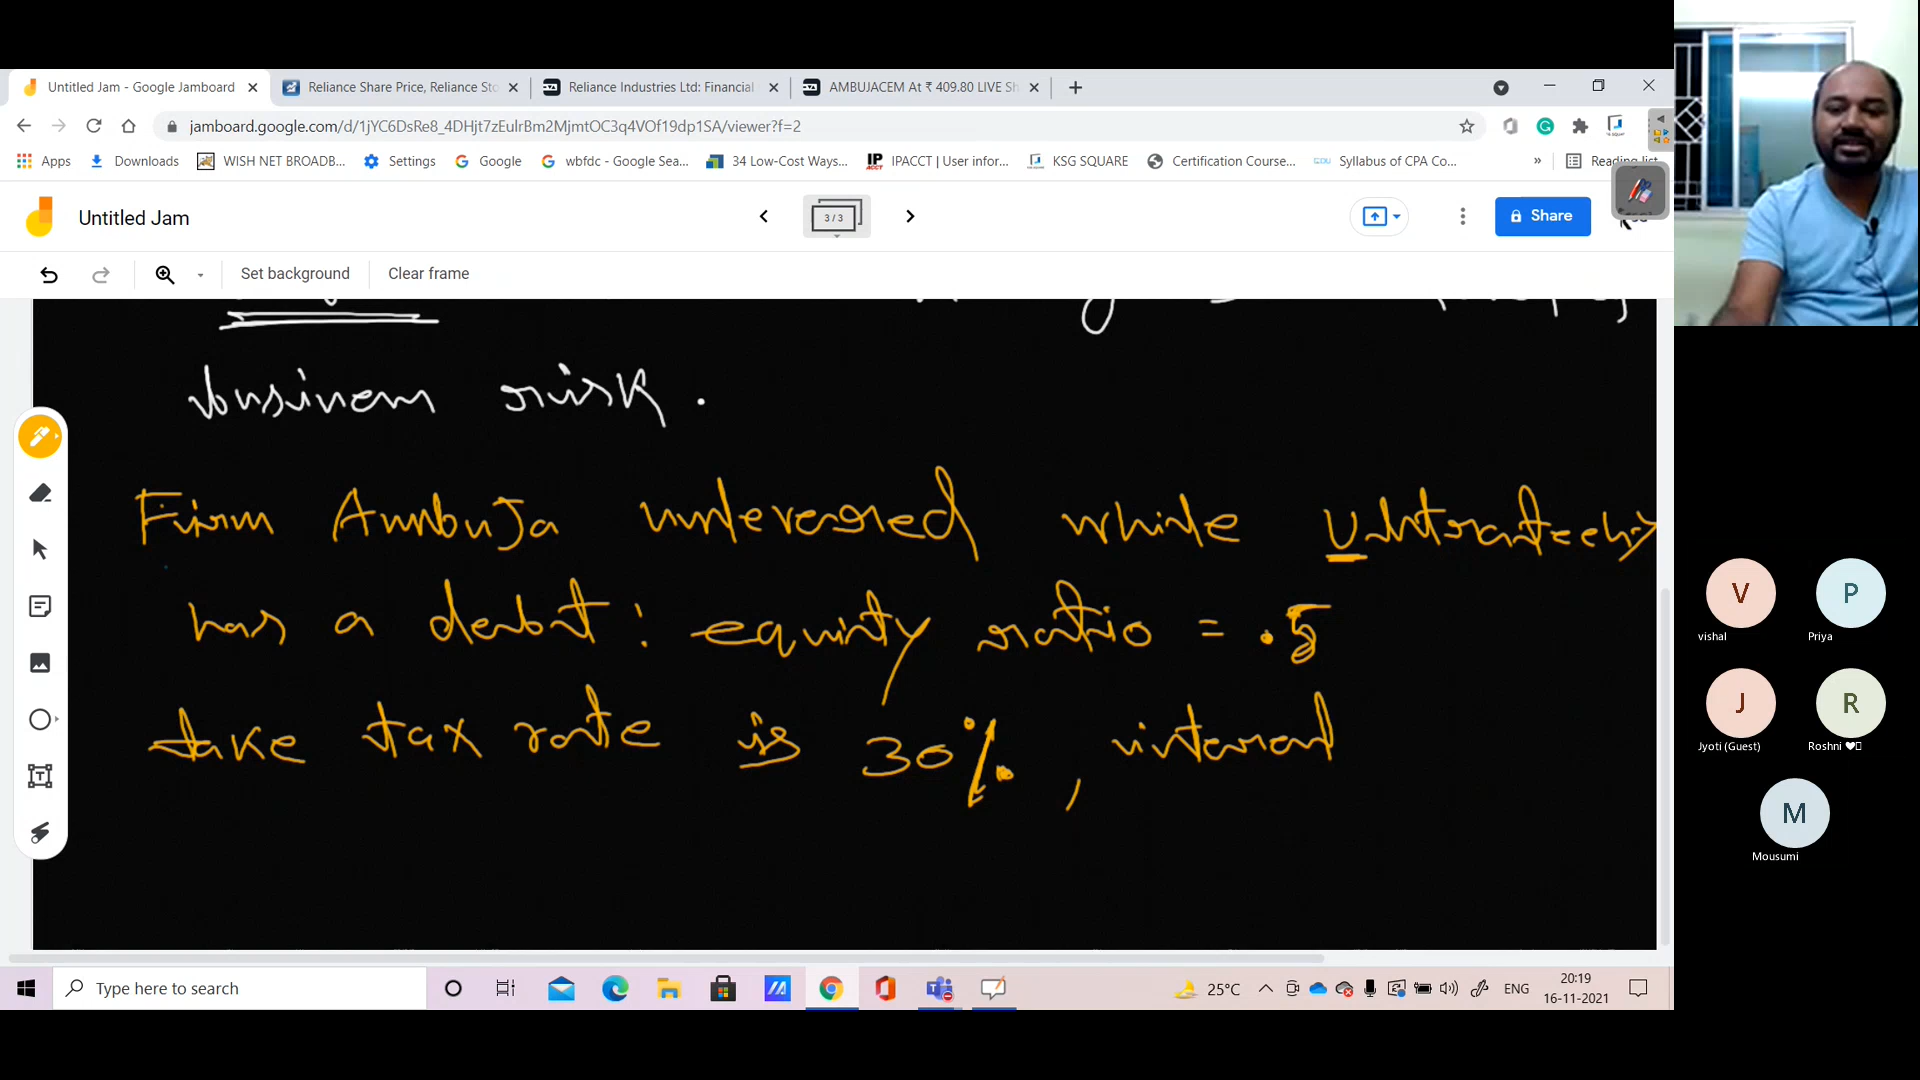 Untitled Jam - Google Jamboard
Reliance Share Price, Reliance Sto
Reliance Industries Ltd: Financial
AMBUJACEM At ₹ 409.80 LIVE Sh
jamboard.google.com/d/1jYC6DsRe8_4DHjt7zEulrBm2MjmtOC3q4VOf19dp1SA/viewer?f=2
Apps
Downloads
WISH NET BROADB...
Settings
Google
wbfdc - Google Sea...
34 Low-Cost Ways...
IPACCT | User infor...
KSG SQUARE
Certification Course...
Syllabus of CPA Co...
Reading list
Untitled Jam
3 / 3
Share
Set background
Clear frame
business risk.
Firm Ambuja unlevered while Ultratech
has a debt: equity ratio = .5
take tax rate is 30%, interest
V
vishal
P
Priya
J
Jyoti (Guest)
R
Roshni ❤
M
Mousumi
Type here to search
25°C
ENG
20:19
16-11-2021